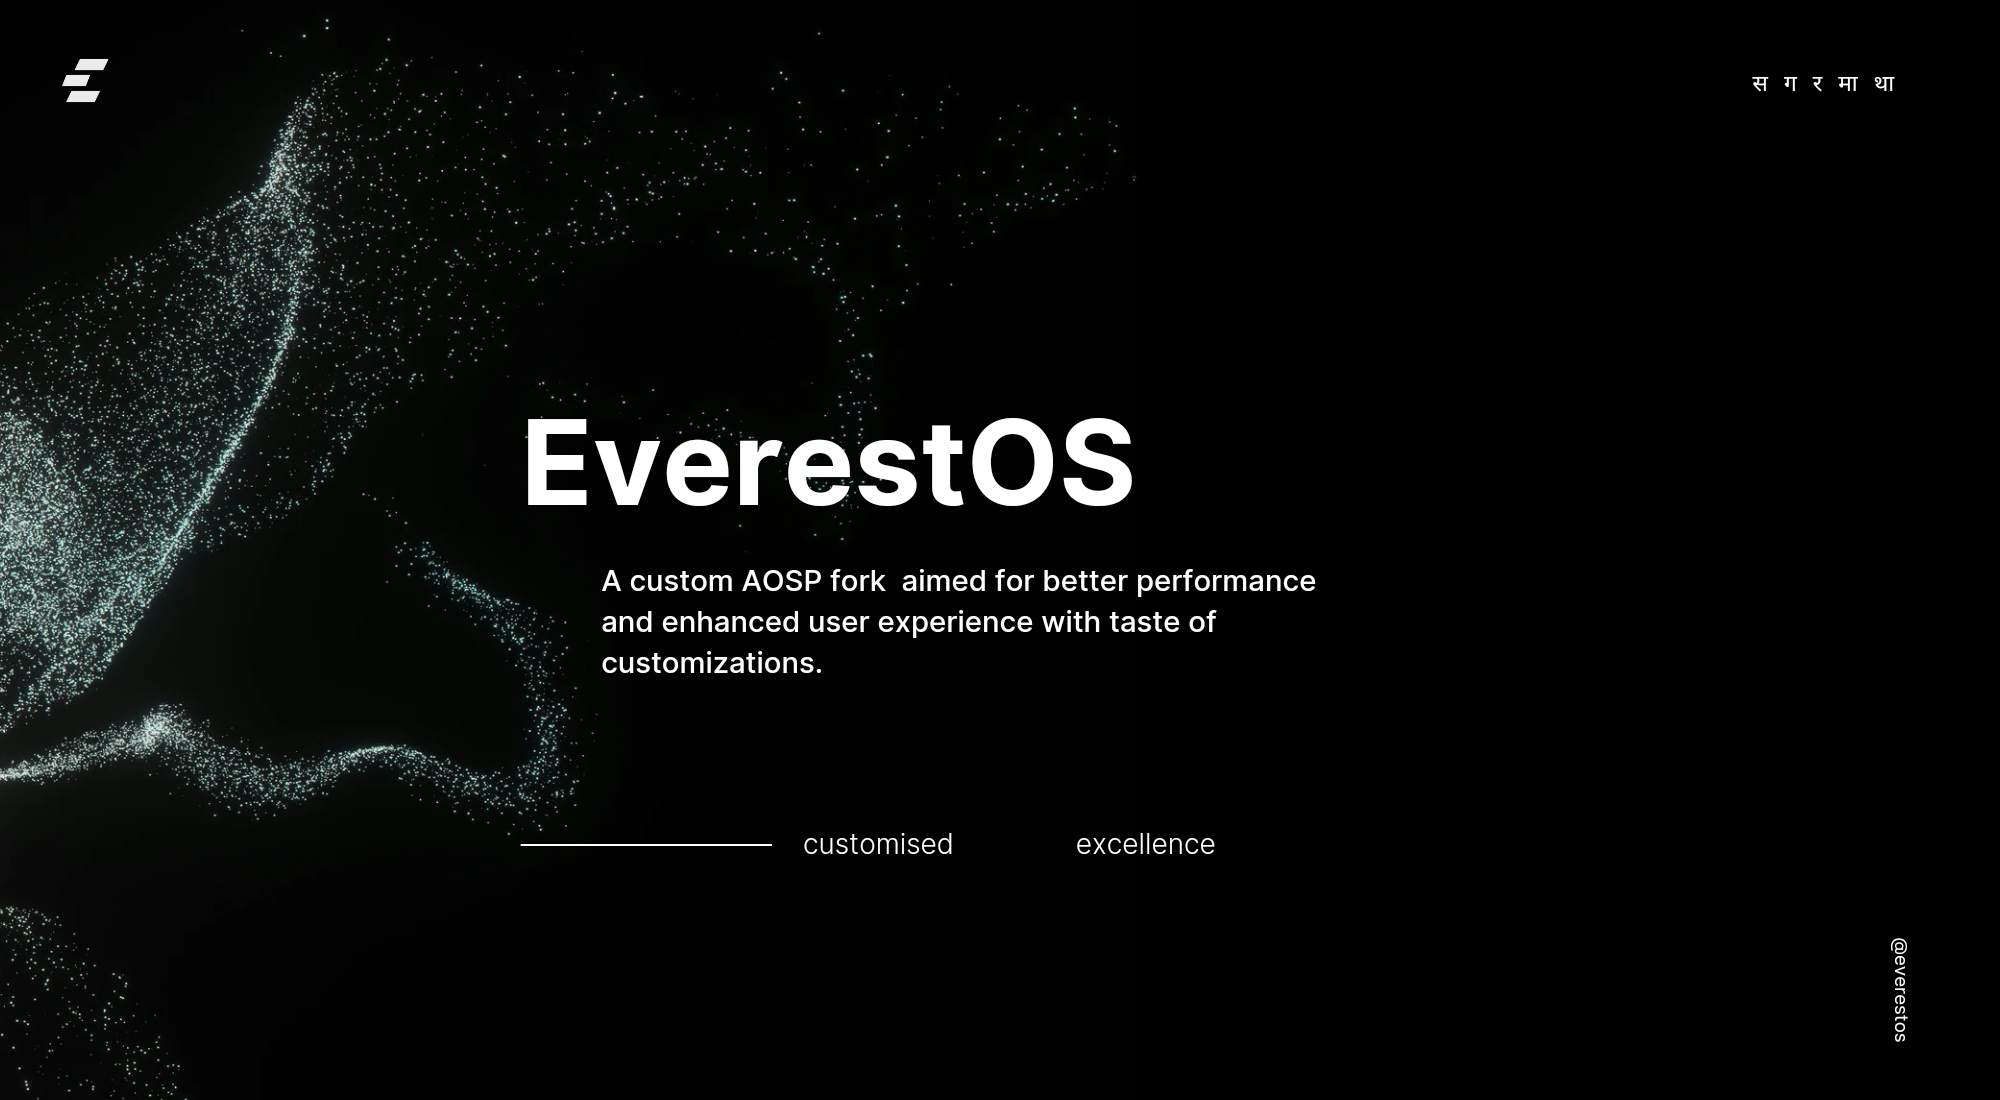 स ग र मा था
EverestOS
A custom AOSP fork  aimed for better performance
and enhanced user experience with taste of
customizations.
customised excellence
@everestos